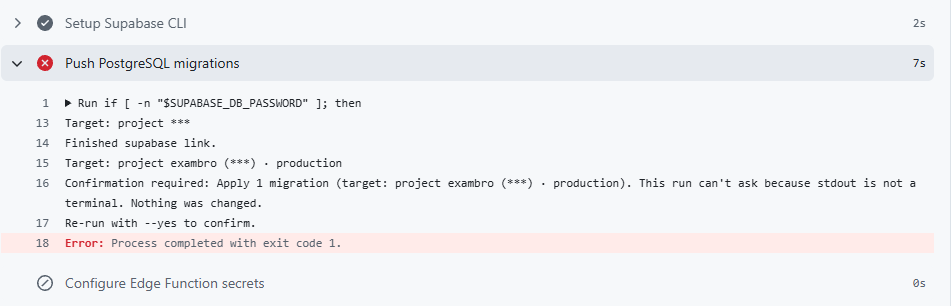 Setup Supabase CLI 2s
Push PostgreSQL migrations 7s
1 Run if [ -n "$SUPABASE_DB_PASSWORD" ]; then
13 Target: project ***
14 Finished supabase link.
15 Target: project exambro (***) · production
16 Confirmation required: Apply 1 migration (target: project exambro (***) · production). This run can't ask because stdout is not a
terminal. Nothing was changed.
17 Re-run with --yes to confirm.
18 Error: Process completed with exit code 1.
Configure Edge Function secrets 0s